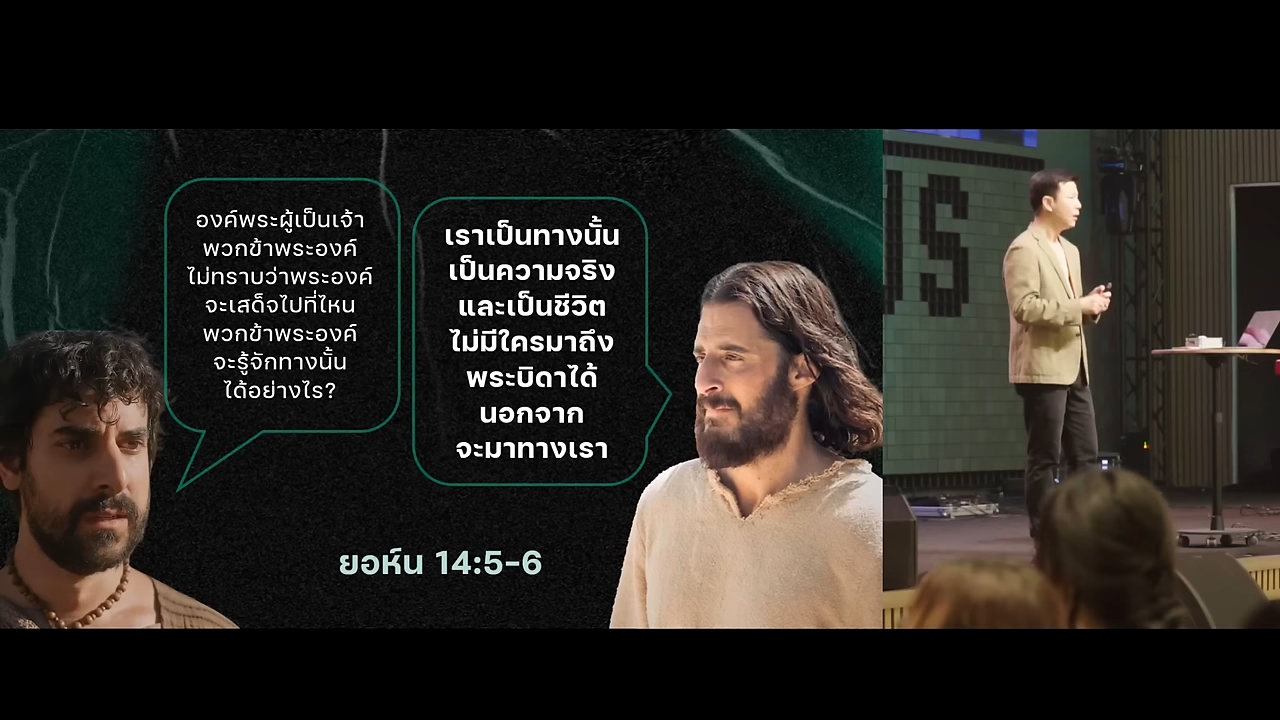 องค์พระผู้เป็นเจ้า
พวกข้าพระองค์
ไม่ทราบว่าพระองค์
จะเสด็จไปที่ไหน
พวกข้าพระองค์
จะรู้จักทางนั้น
ได้อย่างไร?
เราเป็นทางนั้น
เป็นความจริง
และเป็นชีวิต
ไม่มีใครมาถึง
พระบิดาได้
นอกจาก
จะมาทางเรา
ยอห์น 14:5-6
US